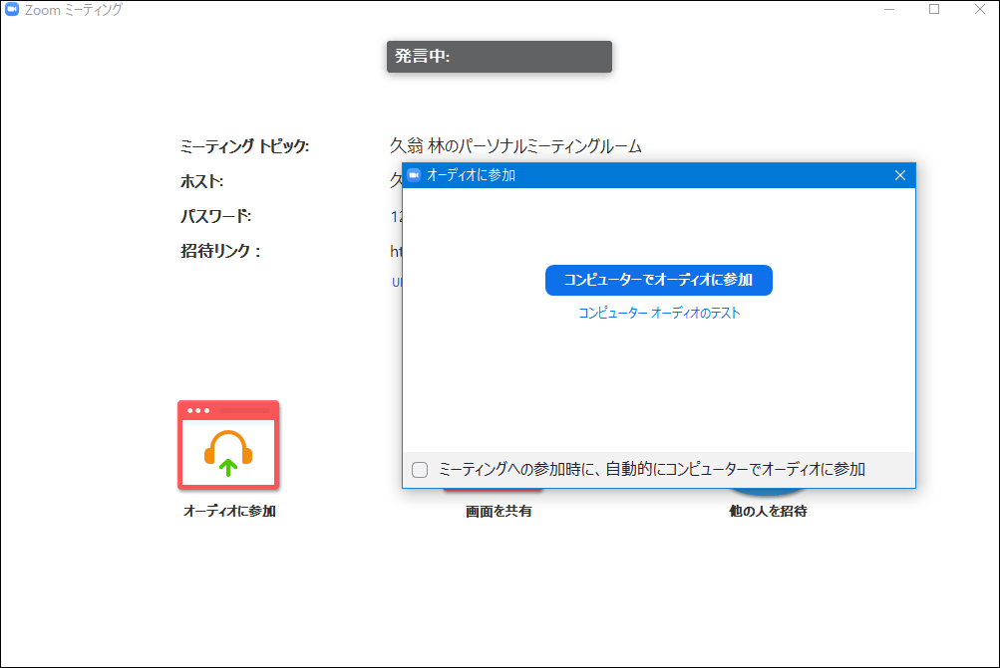 Zoom ミーティング
発言中:
ミーティング トピック:
久翁 林のパーソナルミーティングルーム
ホスト:
久
パスワード:
12
招待リンク：
ht
オーディオに参加
コンピューターでオーディオに参加
コンピューター オーディオのテスト
ミーティングへの参加時に、自動的にコンピューターでオーディオに参加
オーディオに参加
画面を共有
他の人を招待